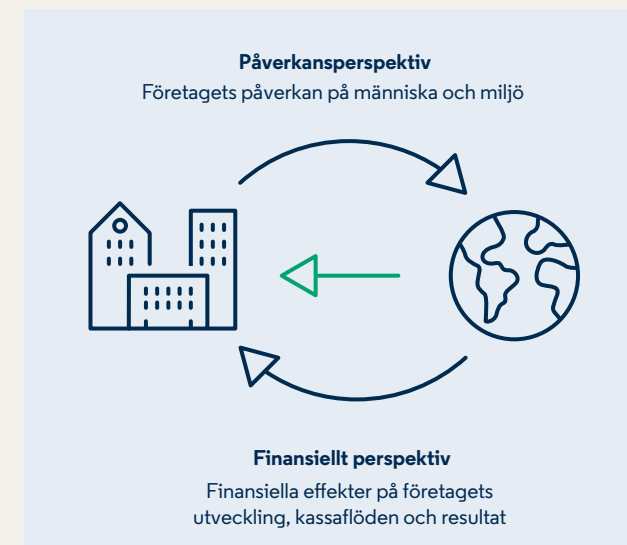 Påverkansperspektiv
Företagets påverkan på människa och miljö
Finansiellt perspektiv
Finansiella effekter på företagets
utveckling, kassaflöden och resultat